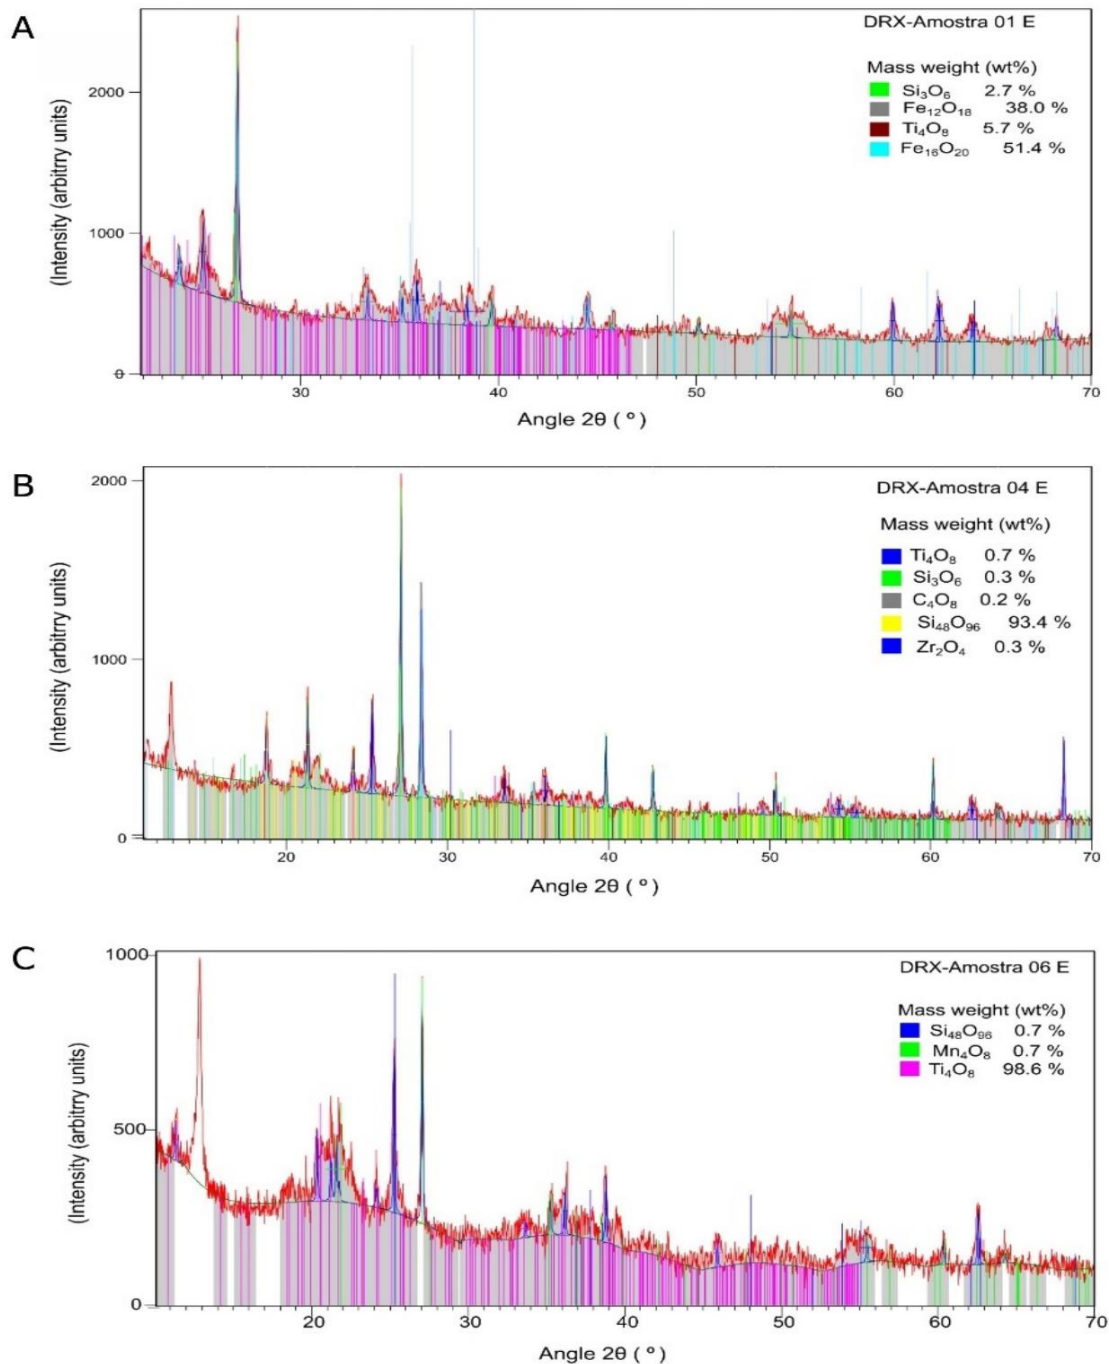 A
DRX-Amostra 01 E
Mass weight (wt%)
Si₃O₆ 2.7 %
Fe₁₂O₁₈ 38.0 %
Ti₄O₈ 5.7 %
Fe₁₆O₂₀ 51.4 %
(Intensity (arbitrry units)
2000
1000
0
30 40 50 60 70
Angle 2θ ( º )
B
DRX-Amostra 04 E
Mass weight (wt%)
Ti₄O₈ 0.7 %
Si₃O₆ 0.3 %
C₄O₈ 0.2 %
Si₄₈O₉₆ 93.4 %
Zr₂O₄ 0.3 %
(Intensity (arbitrry units)
2000
1000
0
20 30 40 50 60 70
Angle 2θ ( º )
C
DRX-Amostra 06 E
Mass weight (wt%)
Si₄₈O₉₆ 0.7 %
Mn₄O₈ 0.7 %
Ti₄O₈ 98.6 %
(Intensity (arbitrry units)
1000
500
0
20 30 40 50 60 70
Angle 2θ ( º )